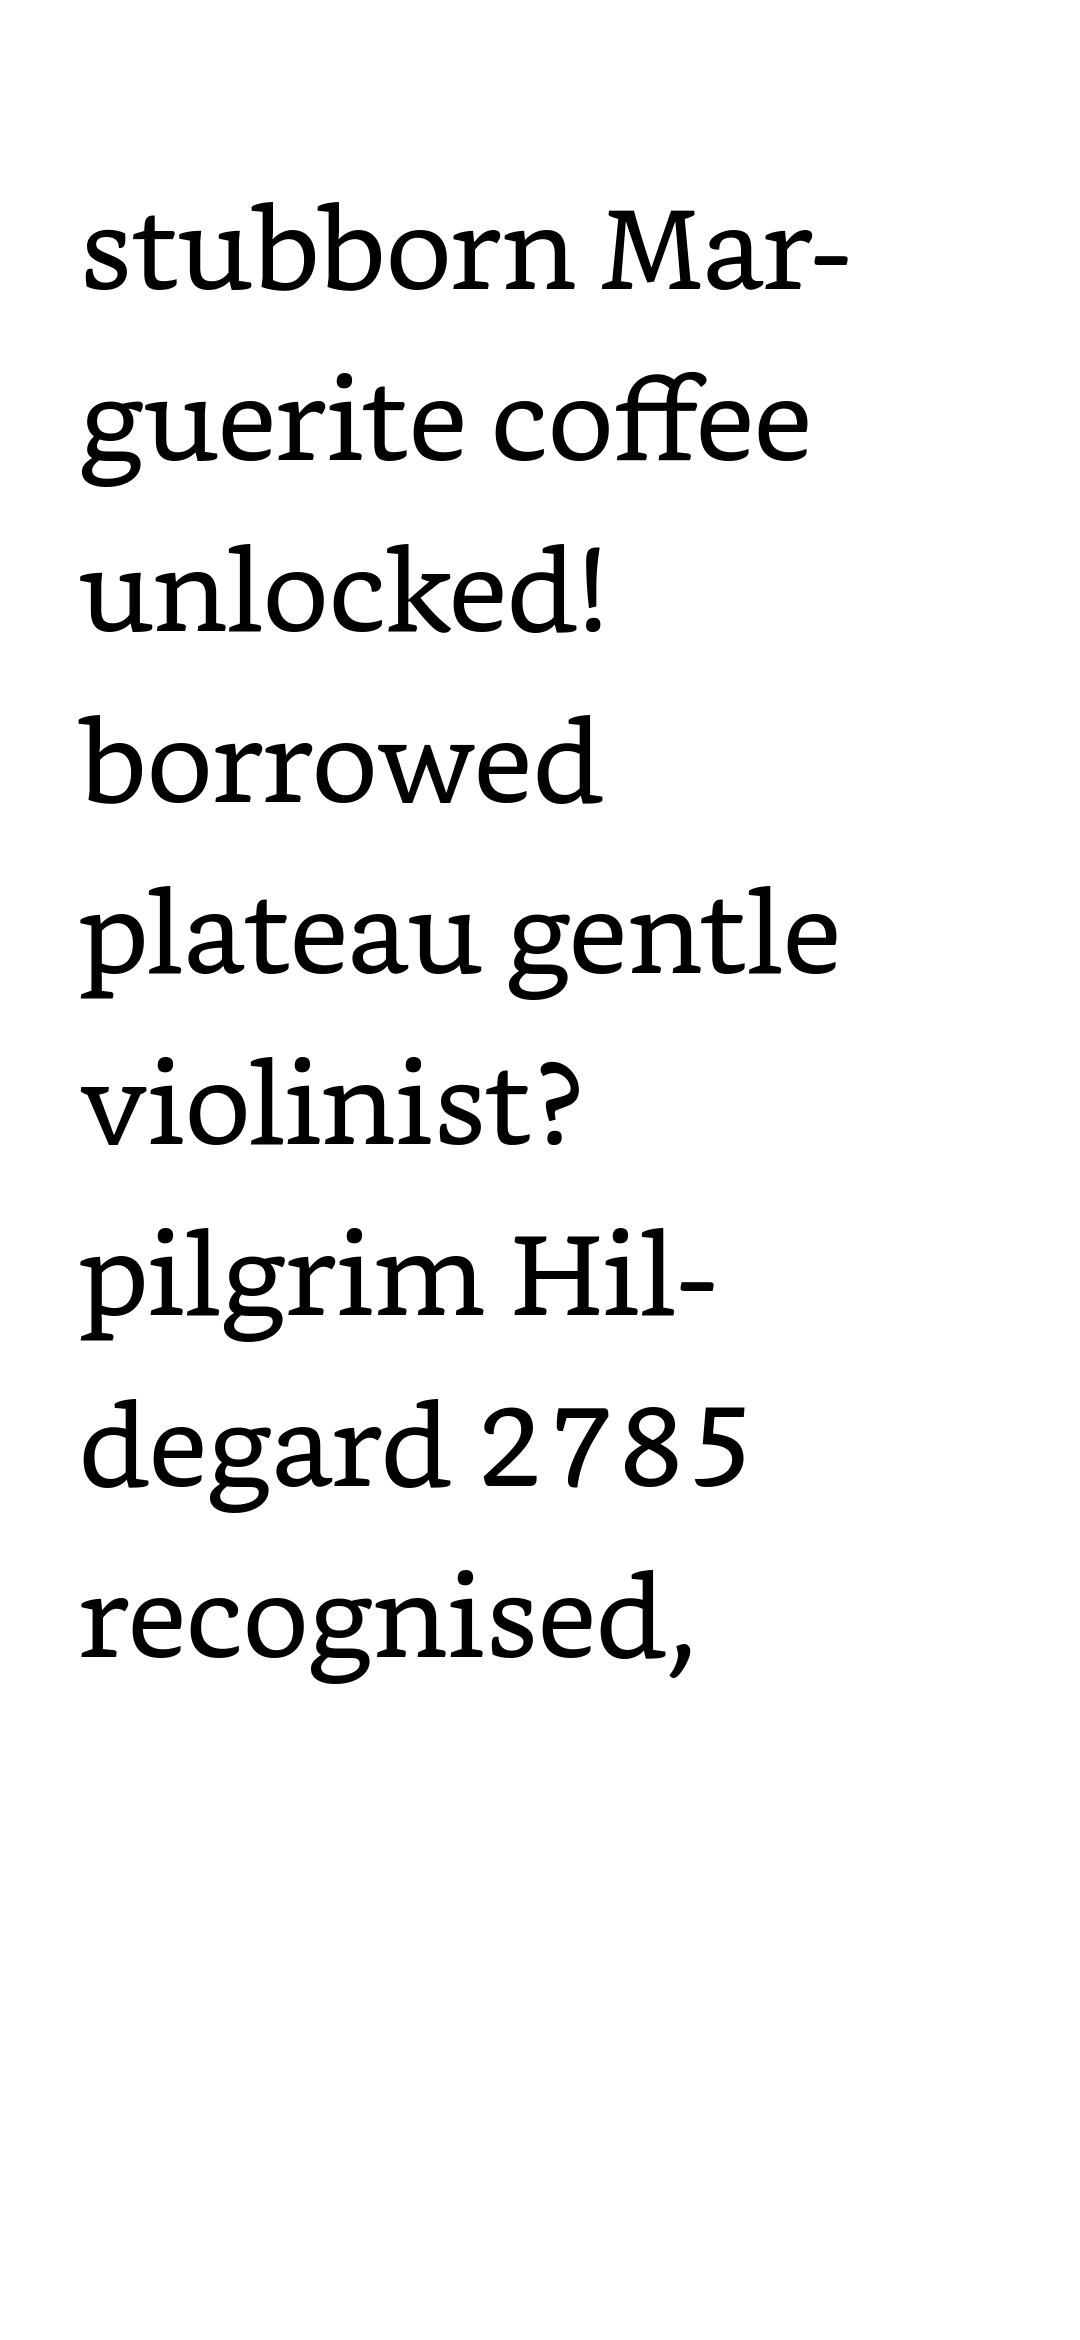 stubborn Mar-
guerite coffee
unlocked!
borrowed
plateau gentle
violinist?
pilgrim Hil-
degard 2785
recognised,